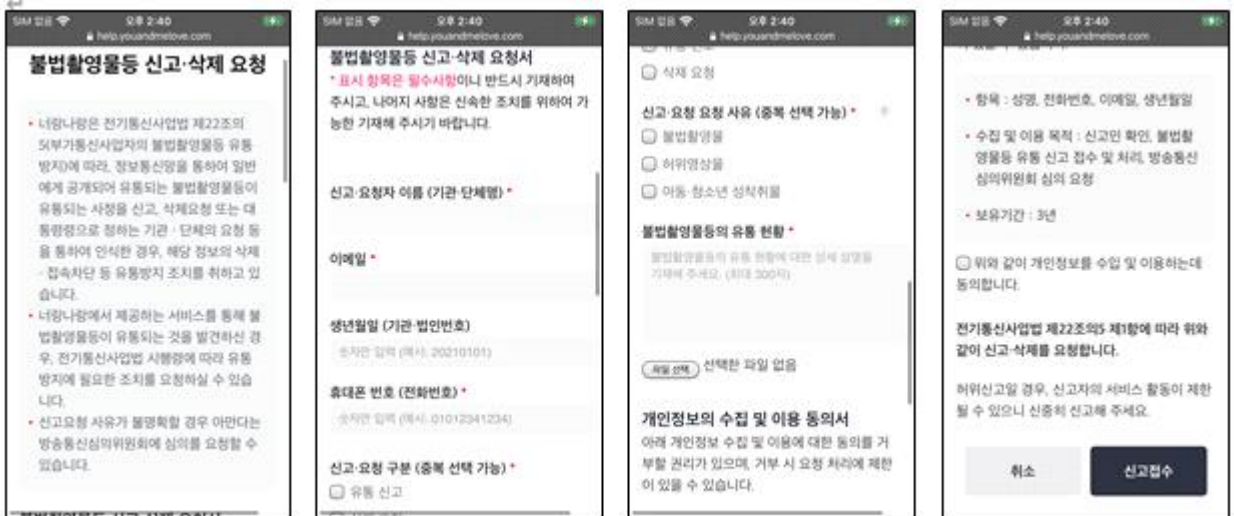 SIM 없음 오후 2:40
help.youandmelove.com
불법촬영물등 신고·삭제 요청
• 너랑나랑은 전기통신사업법 제22조의
5(부가통신사업자의 불법촬영물등 유통
방지)에 따라, 정보통신망을 통하여 일반
에게 공개되어 유통되는 불법촬영물등이
유통되는 사정을 신고, 삭제요청 또는 대
통령령으로 정하는 기관·단체의 요청 등
을 통하여 인식한 경우, 해당 정보의 삭제
·접속차단 등 유통방지 조치를 취하고 있
습니다.
• 너랑나랑에서 제공하는 서비스를 통해 불
법촬영물등이 유통되는 것을 발견하신 경
우, 전기통신사업법 시행령에 따라 유통
방지에 필요한 조치를 요청하실 수 있습
니다.
• 신고요청 사유가 불명확할 경우 아만다는
방송통신심의위원회에 심의를 요청할 수
있습니다.
SIM 없음 오후 2:40
help.youandmelove.com
불법촬영물등 신고·삭제 요청서
* 표시 항목은 필수사항이니 반드시 기재하여
주시고, 나머지 사항은 신속한 조치를 위하여 가
능한 기재해 주시기 바랍니다.
신고·요청자 이름 (기관·단체명) *
이메일 *
생년월일 (기관·법인번호)
숫자만 입력 (예시: 20210101)
휴대폰 번호 (전화번호) *
숫자만 입력 (예시: 01012341234)
신고·요청 구분 (중복 선택 가능) *
유통 신고
SIM 없음 오후 2:40
help.youandmelove.com
삭제 요청
신고·요청 요청 사유 (중복 선택 가능) *
불법촬영물
허위영상물
아동·청소년 성착취물
불법촬영물등의 유통 현황 *
불법촬영물등의 유통 현황에 대한 상세 설명을
기재해 주세요. (최대 300자)
파일 선택 선택한 파일 없음
개인정보의 수집 및 이용 동의서
아래 개인정보 수집 및 이용에 대한 동의를 거
부할 권리가 있으며, 거부 시 요청 처리에 제한
이 있을 수 있습니다.
SIM 없음 오후 2:40
help.youandmelove.com
• 항목 : 성명, 전화번호, 이메일, 생년월일
• 수집 및 이용 목적 : 신고인 확인, 불법촬
영물등 유통 신고 접수 및 처리, 방송통신
심의위원회 심의 요청
• 보유기간 : 3년
위와 같이 개인정보를 수입 및 이용하는데
동의합니다.
전기통신사업법 제22조의5 제1항에 따라 위와
같이 신고·삭제를 요청합니다.
허위신고일 경우, 신고자의 서비스 활동이 제한
될 수 있으니 신중히 신고해 주세요.
취소 신고접수